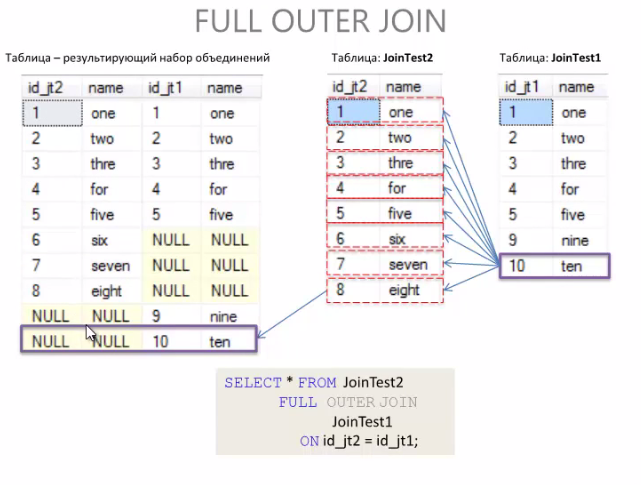 FULL OUTER JOIN
Таблица – результирующий набор объединений
id_jt2 name id_jt1 name
1 one 1 one
2 two 2 two
3 thre 3 thre
4 for 4 for
5 five 5 five
6 six NULL NULL
7 seven NULL NULL
8 eight NULL NULL
NULL NULL 9 nine
NULL NULL 10 ten
Таблица: JoinTest2
id_jt2 name
1 one
2 two
3 thre
4 for
5 five
6 six
7 seven
8 eight
Таблица: JoinTest1
id_jt1 name
1 one
2 two
3 thre
4 for
5 five
9 nine
10 ten
SELECT * FROM JoinTest2
FULL OUTER JOIN
JoinTest1
ON id_jt2 = id_jt1;